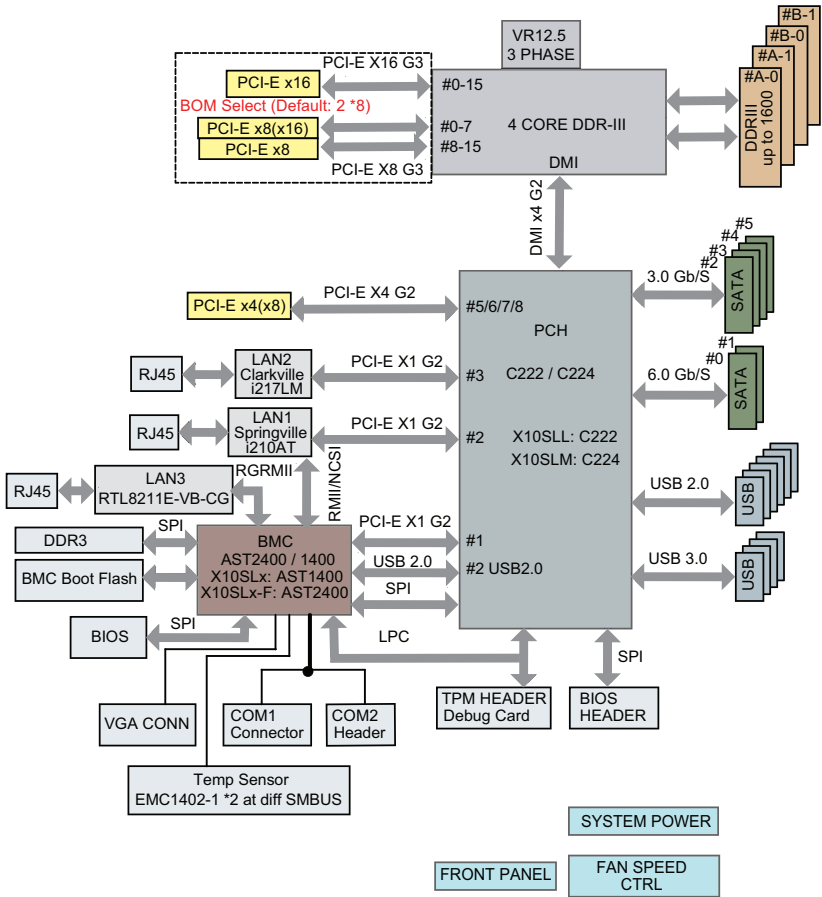 VR12.5
3 PHASE
#B-1
#B-0
#A-1
#A-0
DDRIII
up to 1600
PCI-E X16 G3
PCI-E x16
#0-15
BOM Select (Default: 2 *8)
PCI-E x8(x16)
#0-7
4 CORE DDR-III
PCI-E x8
#8-15
PCI-E X8 G3
DMI
DMI x4 G2
#5
#4
#3
#2
3.0 Gb/S
SATA
PCI-E X4 G2
PCI-E x4(x8)
#5/6/7/8
PCH
#1
#0
6.0 Gb/S
SATA
LAN2
Clarkville
i217LM
RJ45
PCI-E X1 G2
#3
C222 / C224
LAN1
Springville
i210AT
RJ45
PCI-E X1 G2
#2
X10SLL: C222
X10SLM: C224
RGRMII
RMII/NCSI
LAN3
RTL8211E-VB-CG
RJ45
USB 2.0
USB
SPI
DDR3
BMC Boot Flash
BMC
AST2400 / 1400
X10SLx: AST1400
X10SLx-F: AST2400
PCI-E X1 G2
#1
USB 2.0
#2 USB2.0
SPI
USB 3.0
USB
BIOS
SPI
LPC
SPI
VGA CONN
COM1
Connector
COM2
Header
TPM HEADER
Debug Card
BIOS
HEADER
Temp Sensor
EMC1402-1 *2 at diff SMBUS
SYSTEM POWER
FRONT PANEL
FAN SPEED
CTRL